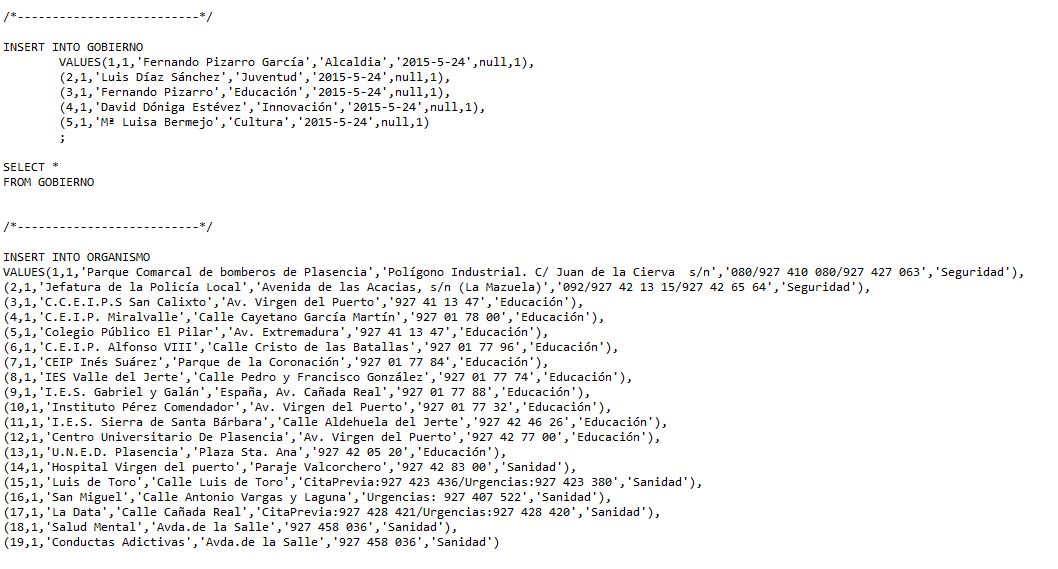 /*--------------------------*/
INSERT INTO GOBIERNO
VALUES(1,1,'Fernando Pizarro García','Alcaldia','2015-5-24',null,1),
(2,1,'Luis Díaz Sánchez','Juventud','2015-5-24',null,1),
(3,1,'Fernando Pizarro','Educación','2015-5-24',null,1),
(4,1,'David Dóniga Estévez','Innovación','2015-5-24',null,1),
(5,1,'Mª Luisa Bermejo','Cultura','2015-5-24',null,1)
;
SELECT *
FROM GOBIERNO
/*--------------------------*/
INSERT INTO ORGANISMO
VALUES(1,1,'Parque Comarcal de bomberos de Plasencia','Polígono Industrial. C/ Juan de la Cierva  s/n','080/927 410 080/927 427 063','Seguridad'),
(2,1,'Jefatura de la Policía Local','Avenida de las Acacias, s/n (La Mazuela)','092/927 42 13 15/927 42 65 64','Seguridad'),
(3,1,'C.C.E.I.P.S San Calixto','Av. Virgen del Puerto','927 41 13 47','Educación'),
(4,1,'C.E.I.P. Miralvalle','Calle Cayetano García Martín','927 01 78 00','Educación'),
(5,1,'Colegio Público El Pilar','Av. Extremadura','927 41 13 47','Educación'),
(6,1,'C.E.I.P. Alfonso VIII','Calle Cristo de las Batallas','927 01 77 96','Educación'),
(7,1,'CEIP Inés Suárez','Parque de la Coronación','927 01 77 84','Educación'),
(8,1,'IES Valle del Jerte','Calle Pedro y Francisco González','927 01 77 74','Educación'),
(9,1,'I.E.S. Gabriel y Galán','España, Av. Cañada Real','927 01 77 88','Educación'),
(10,1,'Instituto Pérez Comendador','Av. Virgen del Puerto','927 01 77 32','Educación'),
(11,1,'I.E.S. Sierra de Santa Bárbara','Calle Aldehuela del Jerte','927 42 46 26','Educación'),
(12,1,'Centro Universitario De Plasencia','Av. Virgen del Puerto','927 42 77 00','Educación'),
(13,1,'U.N.E.D. Plasencia','Plaza Sta. Ana','927 42 05 20','Educación'),
(14,1,'Hospital Virgen del puerto','Paraje Valcorchero','927 42 83 00','Sanidad'),
(15,1,'Luis de Toro','Calle Luis de Toro','CitaPrevia:927 423 436/Urgencias:927 423 380','Sanidad'),
(16,1,'San Miguel','Calle Antonio Vargas y Laguna','Urgencias: 927 407 522','Sanidad'),
(17,1,'La Data','Calle Cañada Real','CitaPrevia:927 428 421/Urgencias:927 428 420','Sanidad'),
(18,1,'Salud Mental','Avda.de la Salle','927 458 036','Sanidad'),
(19,1,'Conductas Adictivas','Avda.de la Salle','927 458 036','Sanidad')